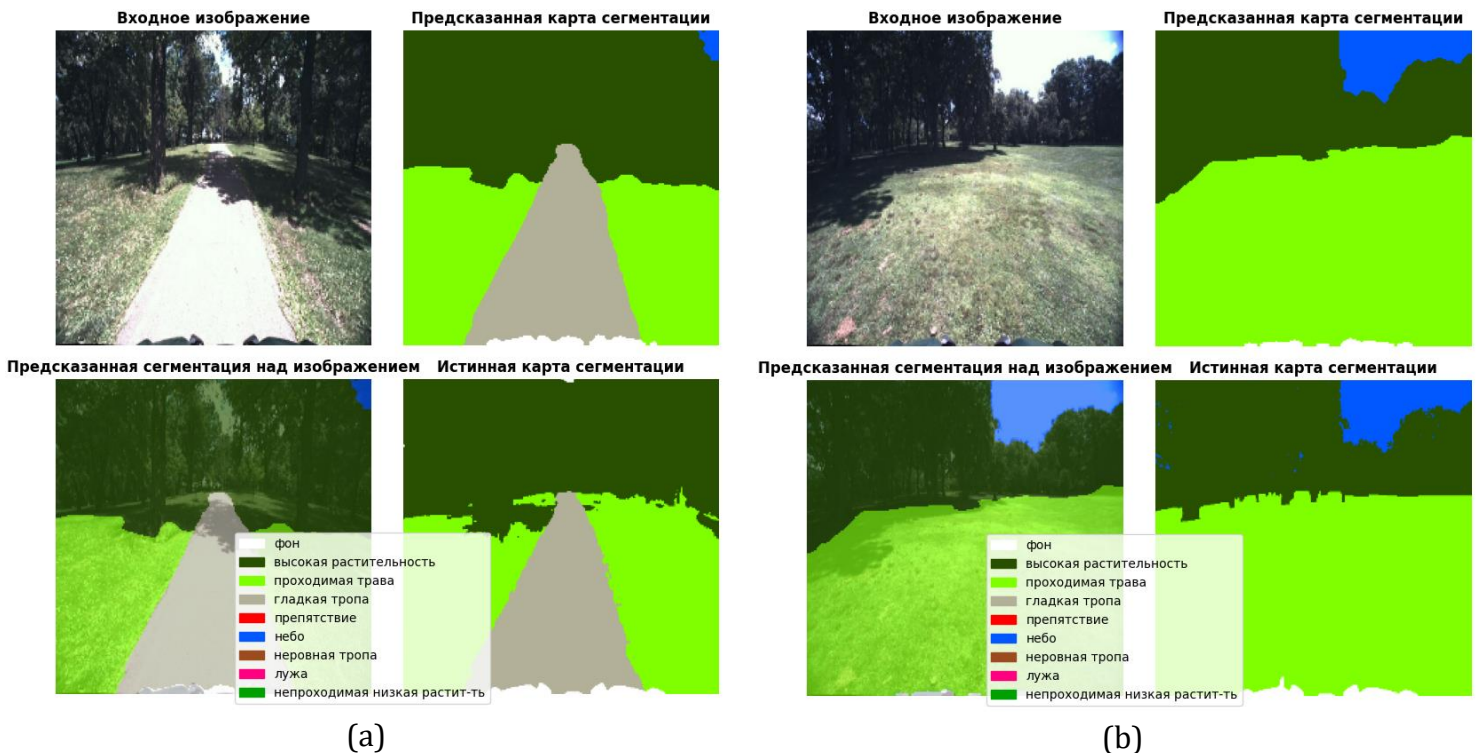 Входное изображение
Предсказанная карта сегментации
Предсказанная сегментация над изображением
Истинная карта сегментации
фон
высокая растительность
проходимая трава
гладкая тропа
препятствие
небо
неровная тропа
лужа
непроходимая низкая растит-ть
(a)
Входное изображение
Предсказанная карта сегментации
Предсказанная сегментация над изображением
Истинная карта сегментации
фон
высокая растительность
проходимая трава
гладкая тропа
препятствие
небо
неровная тропа
лужа
непроходимая низкая растит-ть
(b)